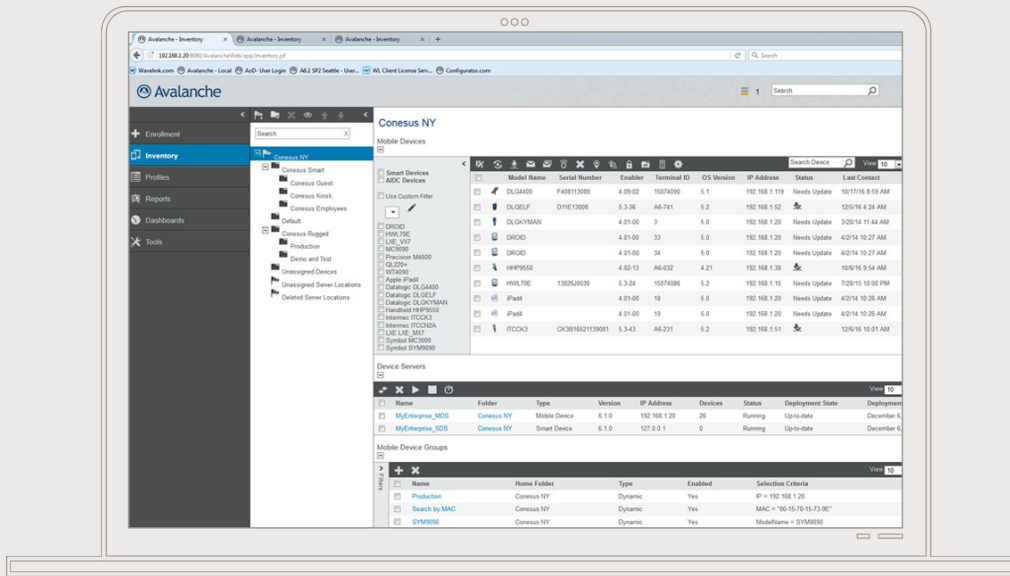 Avalanche - Inventory x Avalanche - Inventory x Avalanche - Inventory x +
192.168.1.20:8080/AvalancheWeb/app/inventory.jsf Search
Wavelink.com Avalanche - Local AoD- User Login A6.1 SP2 Seattle - User... WL Client License Serv... Configurator.com
Avalanche 1 Search
Enrollment
Inventory
Profiles
Reports
Dashboards
Tools
Search X
Conesus NY
Conesus Smart
Conesus Guest
Conesus Kiosk
Conesus Employees
Default
Conesus Rugged
Production
Demo and Test
Unassigned Devices
Unassigned Server Locations
Deleted Server Locations
Conesus NY
Mobile Devices
Smart Devices
AIDC Devices
Use Custom Filter
DROID
HWL70E
LXE_VX7
MC9090
Precision M4600
QL220+
WT4090
Apple iPad4
Datalogic DLG4400
Datalogic DLGELF
Datalogic DLGKYMAN
Handheld HHP9550
Intermec ITCCK3
Intermec ITCCN2A
LXE LXE_MX7
Symbol MC3000
Symbol SYM9090
Search Device View 10
Model Name Serial Number Enabler Terminal ID OS Version IP Address Status Last Contact
DLG4400 F408113088 4.09-02 15074090 5.1 192.168.1.119 Needs Update 10/17/16 8:59 AM
DLGELF D11E13008 5.3-36 A6-741 5.2 192.168.1.52 12/5/16 4:24 AM
DLGKYMAN 4.01-00 3 5.0 192.168.1.20 Needs Update 3/28/14 11:44 AM
DROID 4.01-00 33 5.0 192.168.1.20 Needs Update 4/2/14 10:27 AM
DROID 4.01-00 34 5.0 192.168.1.20 Needs Update 4/2/14 10:27 AM
HHP9550 4.02-13 A6-032 4.21 192.168.1.38 10/6/16 9:54 AM
HWL70E 13026J0030 5.3-24 15074086 5.2 192.168.1.15 Needs Update 7/28/15 10:00 PM
iPad4 4.01-00 18 5.0 192.168.1.20 Needs Update 4/2/14 10:26 AM
iPad4 4.01-00 19 5.0 192.168.1.20 Needs Update 4/2/14 10:26 AM
ITCCK3 CK3B16521139081 5.3-43 A6-231 5.2 192.168.1.51 12/6/16 10:01 AM
Device Servers
View 10
Name Folder Type Version IP Address Devices Status Deployment State Deploymen
MyEnterprise_MDS Conesus NY Mobile Device 6.1.0 192.168.1.20 26 Running Up-to-date December 6,
MyEnterprise_SDS Conesus NY Smart Device 6.1.0 127.0.0.1 0 Running Up-to-date December 6,
Mobile Device Groups
View 10
Filters
Name Home Folder Type Enabled Selection Criteria
Production Conesus NY Dynamic Yes IP = 192.168.1.20
Search by MAC Conesus NY Dynamic Yes MAC = "00-15-70-15-73-9E"
SYM9090 Conesus NY Dynamic Yes ModelName = SYM9090